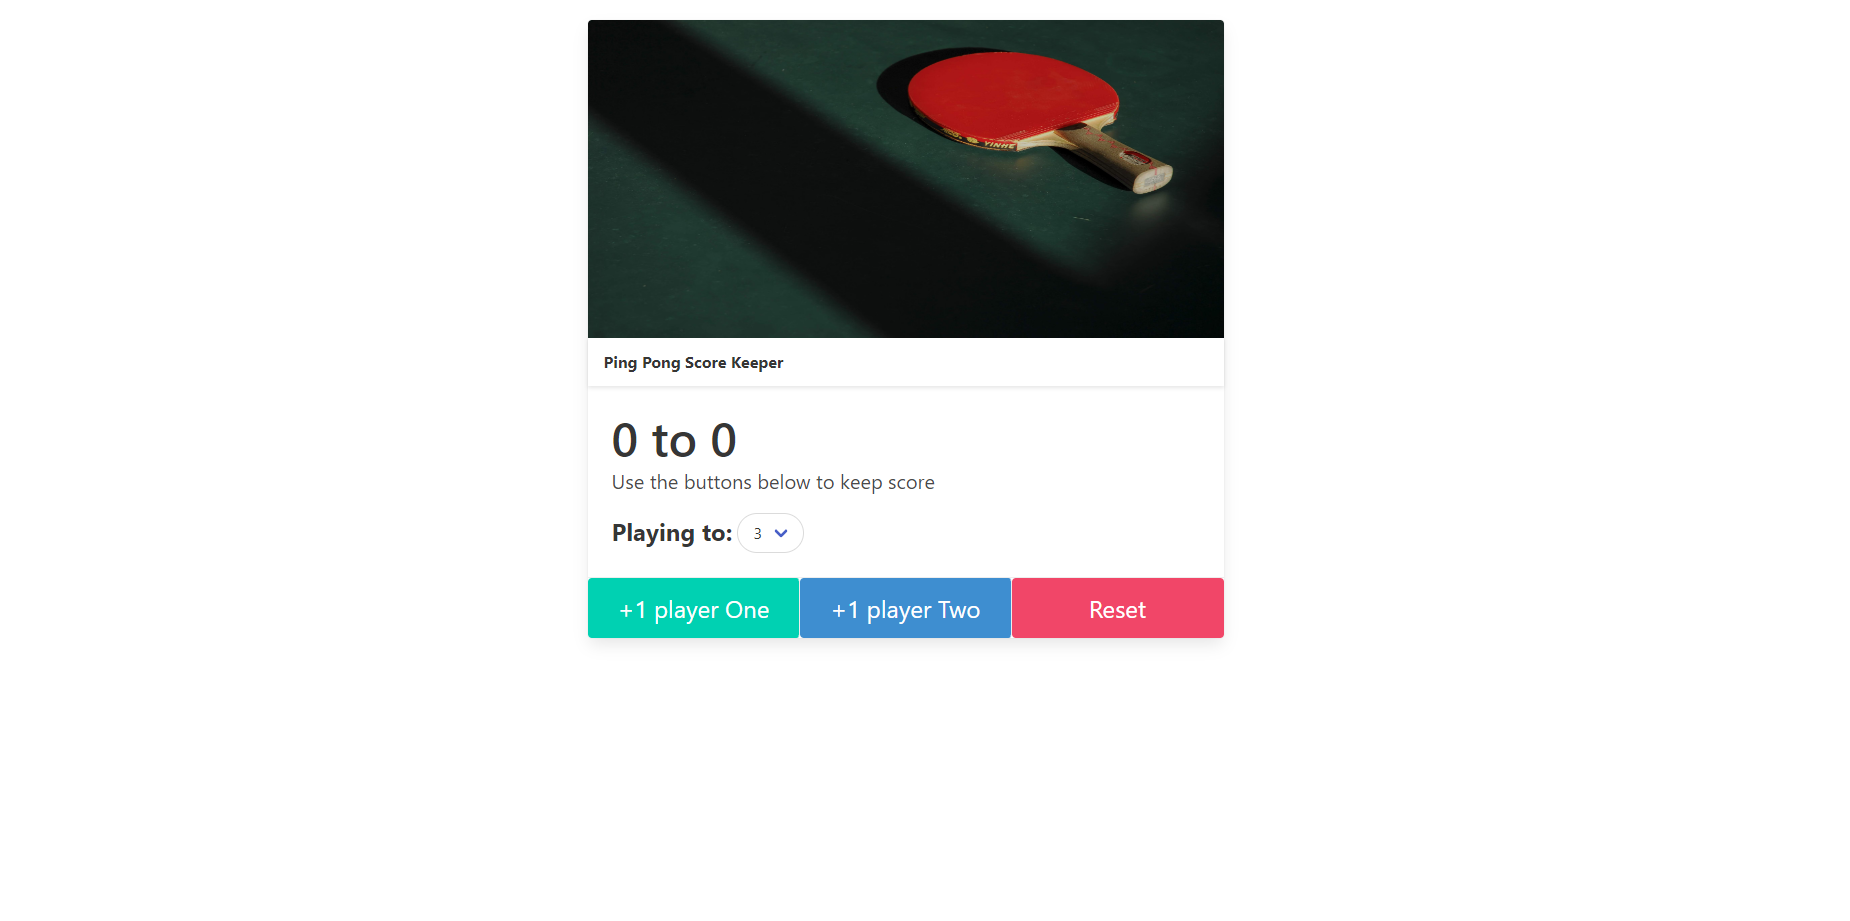 YINHE
Ping Pong Score Keeper
0 to 0
Use the buttons below to keep score
Playing to: 3
+1 player One
+1 player Two
Reset